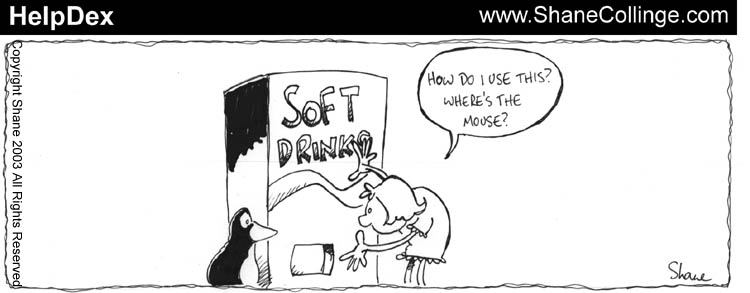 HelpDex
www.ShaneCollinge.com
Copyright Shane 2003 All Rights Reserved
SOFT
DRINKS
HOW DO I USE THIS?
WHERE'S THE
MOUSE?
Shane